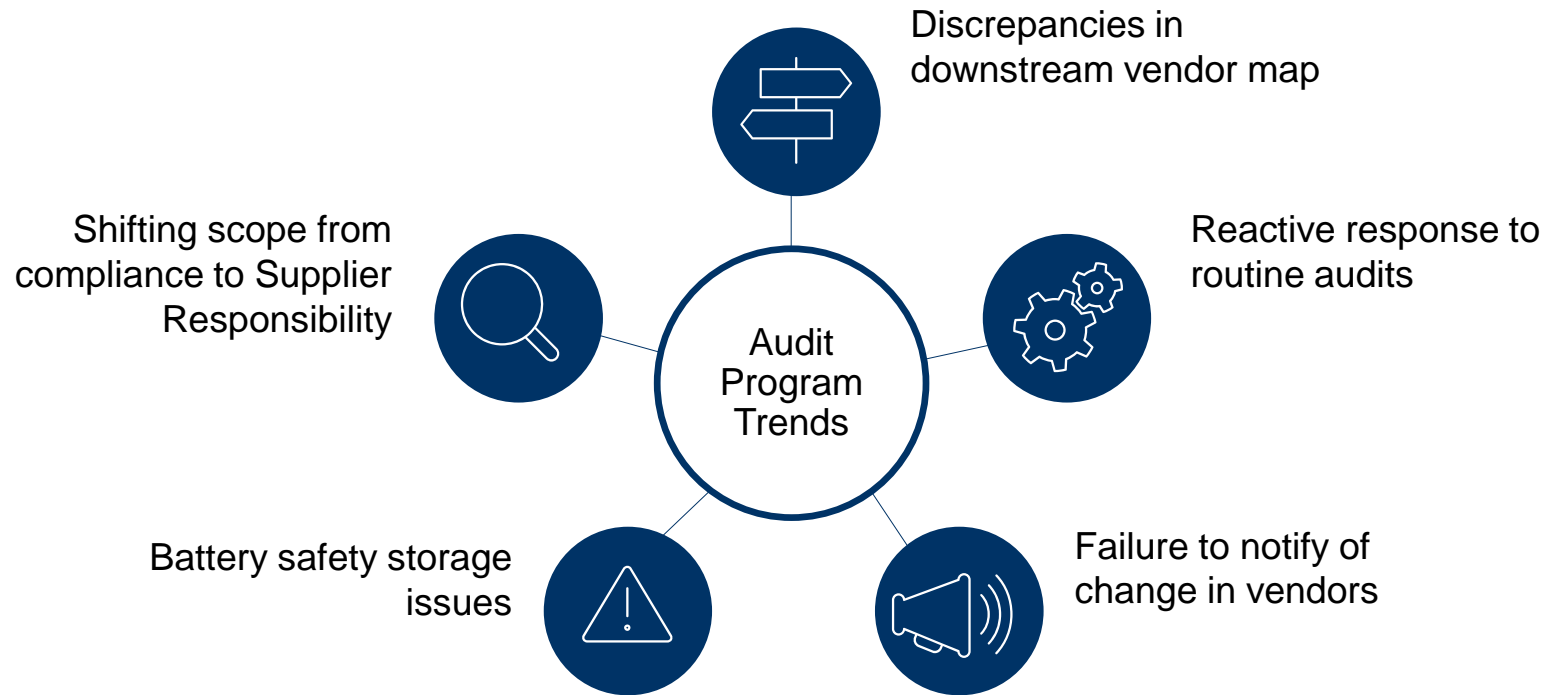 Discrepancies in
downstream vendor map
Shifting scope from
compliance to Supplier
Responsibility
Reactive response to
routine audits
Audit
Program
Trends
Battery safety storage
issues
Failure to notify of
change in vendors